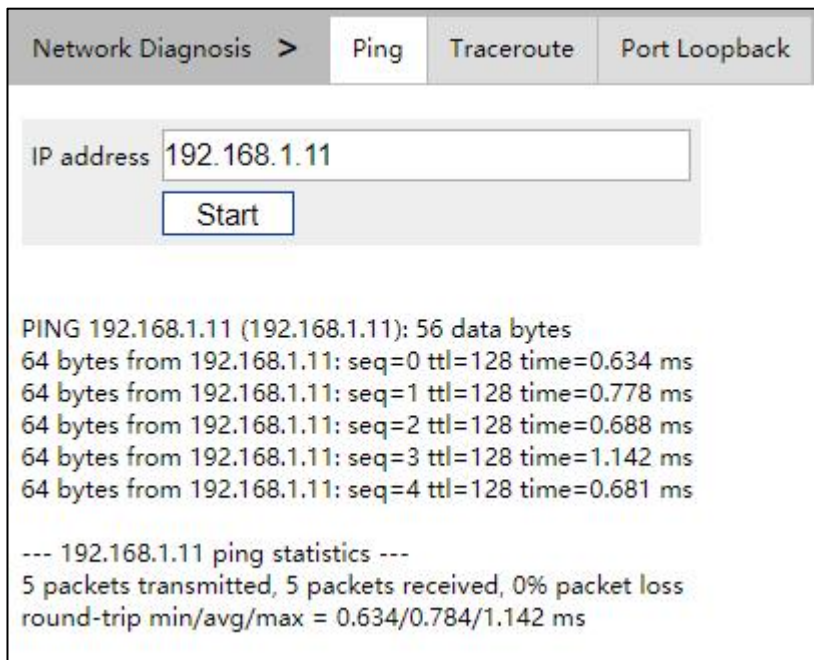 Network Diagnosis > Ping Traceroute Port Loopback
IP address 192.168.1.11
Start
PING 192.168.1.11 (192.168.1.11): 56 data bytes
64 bytes from 192.168.1.11: seq=0 ttl=128 time=0.634 ms
64 bytes from 192.168.1.11: seq=1 ttl=128 time=0.778 ms
64 bytes from 192.168.1.11: seq=2 ttl=128 time=0.688 ms
64 bytes from 192.168.1.11: seq=3 ttl=128 time=1.142 ms
64 bytes from 192.168.1.11: seq=4 ttl=128 time=0.681 ms
--- 192.168.1.11 ping statistics ---
5 packets transmitted, 5 packets received, 0% packet loss
round-trip min/avg/max = 0.634/0.784/1.142 ms